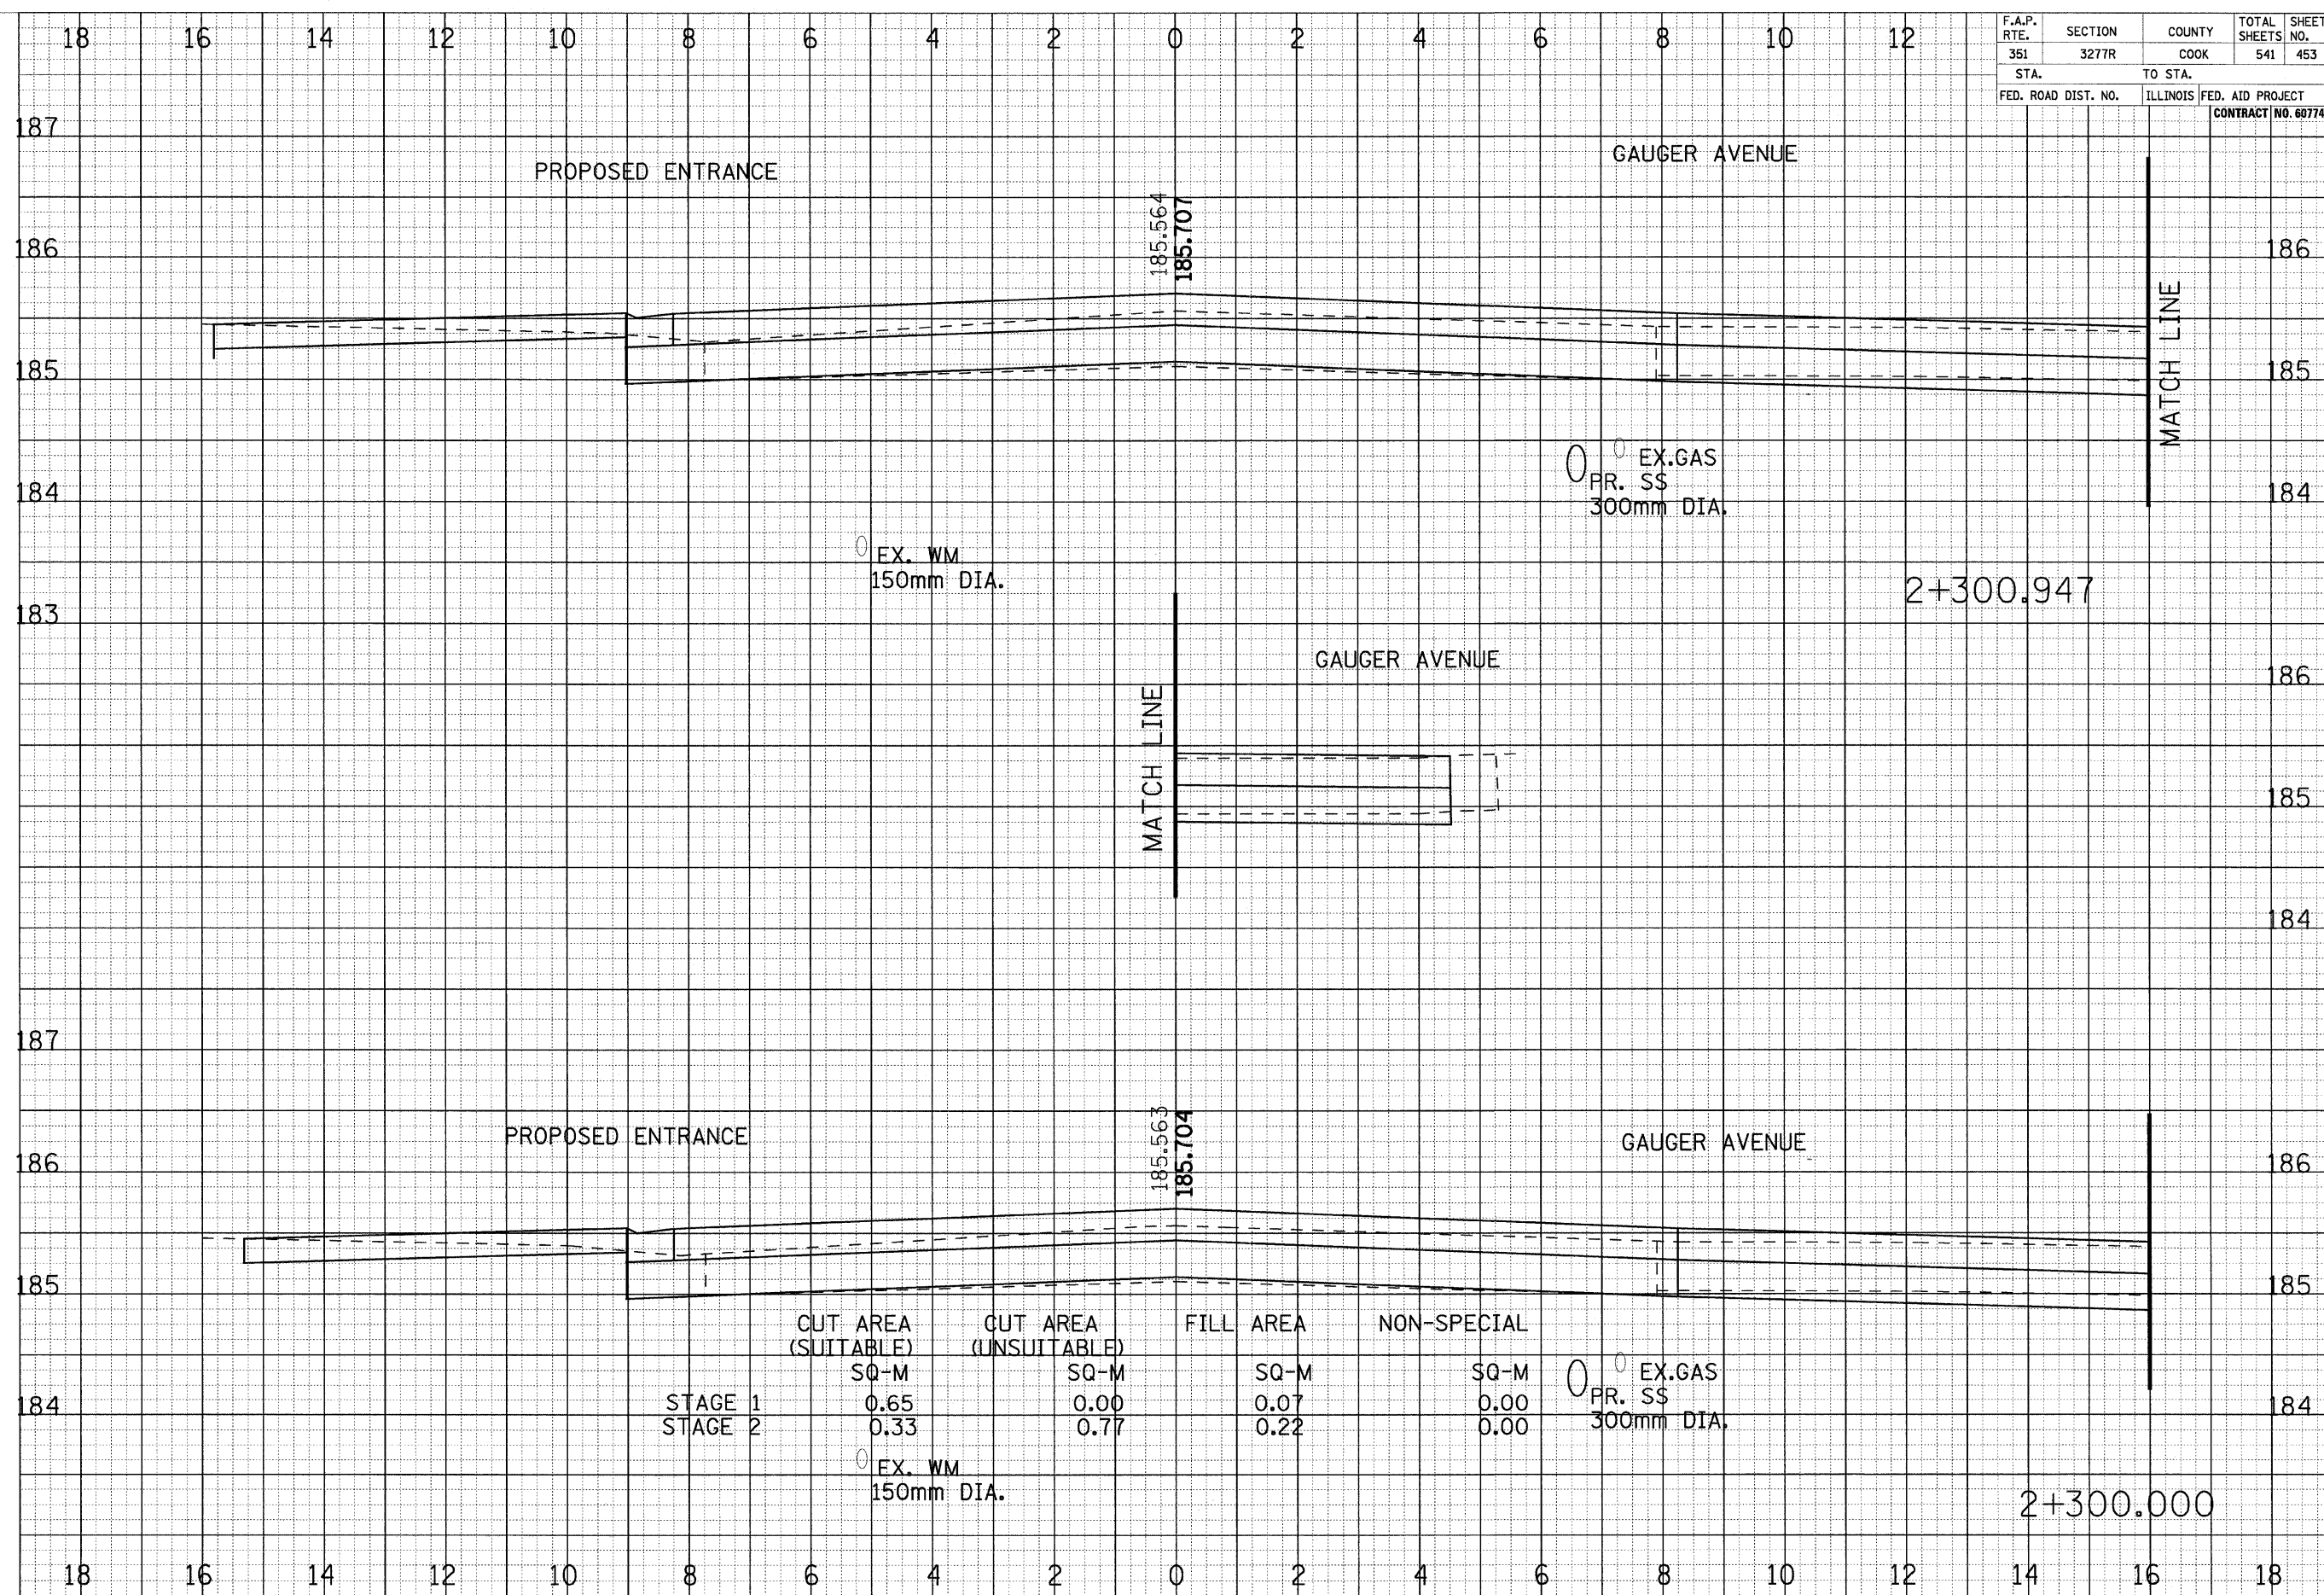 18 16 14 12 10 8 6 4 2 0 2 4 6 8 10 12
F.A.P. RTE. SECTION COUNTY TOTAL SHEETS SHEET NO.
351 3277R COOK 541 453
STA. TO STA.
FED. ROAD DIST. NO. ILLINOIS FED. AID PROJECT
CONTRACT NO. 60774
187
PROPOSED ENTRANCE
GAUGER AVENUE
185.564
185.707
186 186
MATCH LINE
185 185
EX.GAS
PR. SS
300mm DIA.
184 184
EX. WM
150mm DIA.
2+300.947
183
GAUGER AVENUE
186
MATCH LINE
185
184
187
PROPOSED ENTRANCE
185.563
185.704
GAUGER AVENUE
186 186
185 185
CUT AREA CUT AREA FILL AREA NON-SPECIAL
(SUITABLE) (UNSUITABLE)
SQ-M SQ-M SQ-M SQ-M
STAGE 1 0.65 0.00 0.07 0.00
STAGE 2 0.33 0.77 0.22 0.00
EX.GAS
PR. SS
300mm DIA.
184 184
EX. WM
150mm DIA.
2+300.000
18 16 14 12 10 8 6 4 2 0 2 4 6 8 10 12 14 16 18